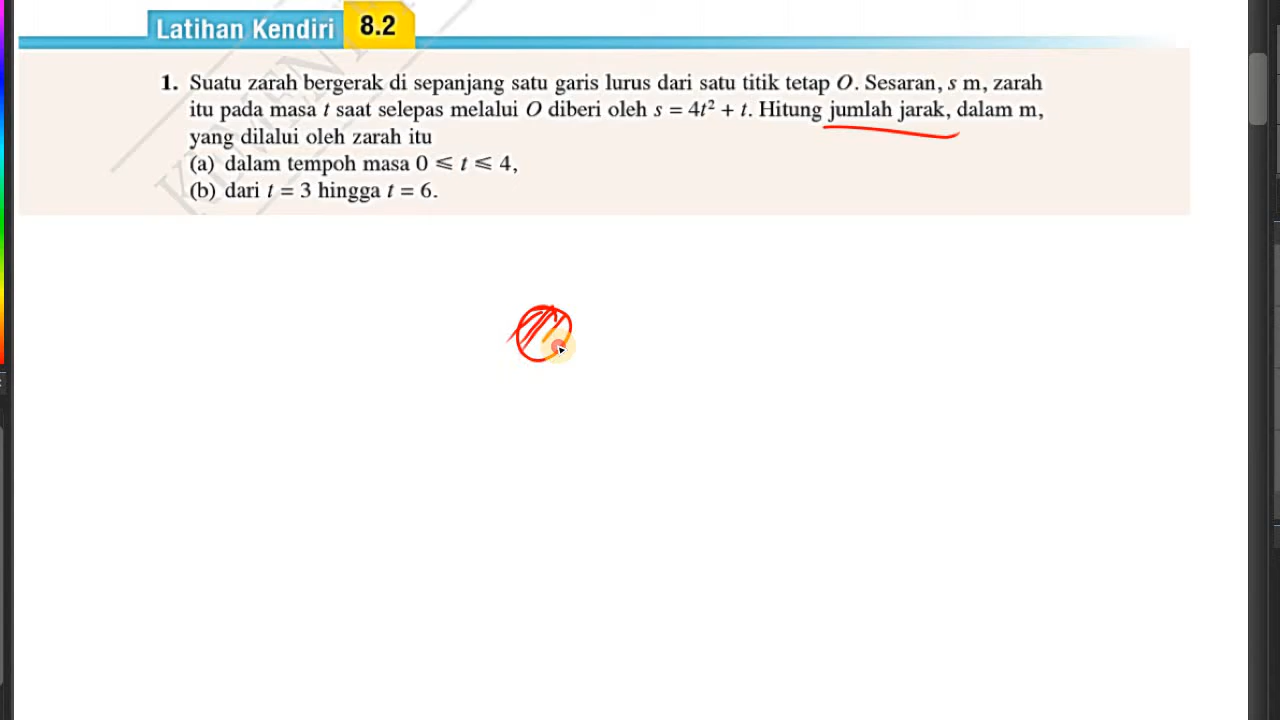 Latihan Kendiri 8.2
1. Suatu zarah bergerak di sepanjang satu garis lurus dari satu titik tetap O. Sesaran, s m, zarah
itu pada masa t saat selepas melalui O diberi oleh s = 4t² + t. Hitung jumlah jarak, dalam m,
yang dilalui oleh zarah itu
(a) dalam tempoh masa 0 ⩽ t ⩽ 4,
(b) dari t = 3 hingga t = 6.